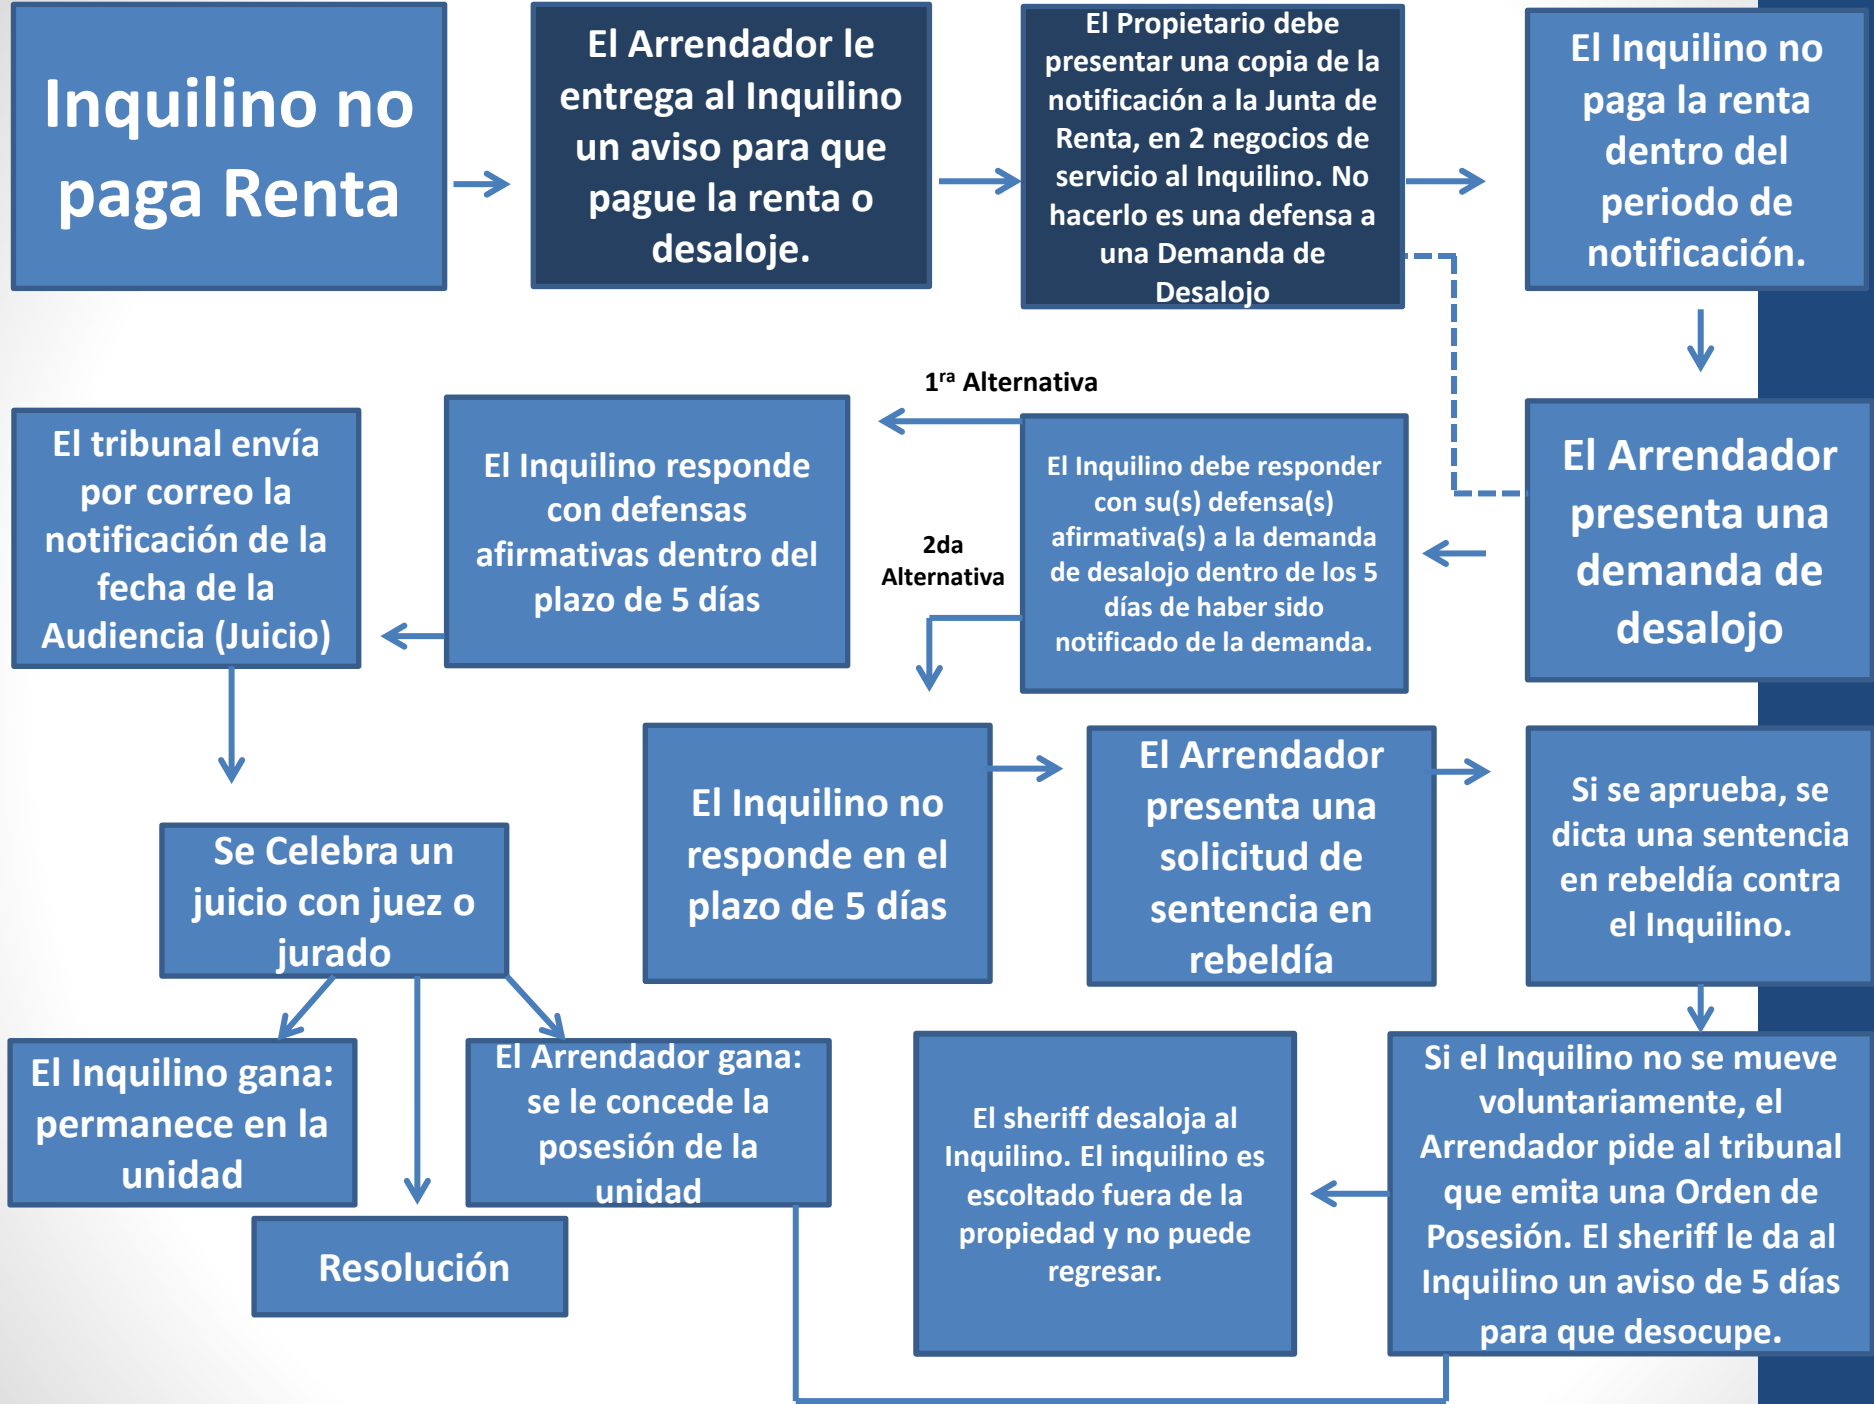 Inquilino no
paga Renta
El Arrendador le
entrega al Inquilino
un aviso para que
pague la renta o
desaloje.
El Propietario debe
presentar una copia de la
notificación a la Junta de
Renta, en 2 negocios de
servicio al Inquilino. No
hacerlo es una defensa a
una Demanda de
Desalojo
El Inquilino no
paga la renta
dentro del
periodo de
notificación.
El Arrendador
presenta una
demanda de
desalojo
El Inquilino debe responder
con su(s) defensa(s)
afirmativa(s) a la demanda
de desalojo dentro de los 5
días de haber sido
notificado de la demanda.
1ra Alternativa
El Inquilino responde
con defensas
afirmativas dentro del
plazo de 5 días
El tribunal envía
por correo la
notificación de la
fecha de la
Audiencia (Juicio)
Se Celebra un
juicio con juez o
jurado
El Inquilino gana:
permanece en la
unidad
Resolución
El Arrendador gana:
se le concede la
posesión de la
unidad
2da
Alternativa
El Inquilino no
responde en el
plazo de 5 días
El Arrendador
presenta una
solicitud de
sentencia en
rebeldía
Si se aprueba, se
dicta una sentencia
en rebeldía contra
el Inquilino.
Si el Inquilino no se mueve
voluntariamente, el
Arrendador pide al tribunal
que emita una Orden de
Posesión. El sheriff le da al
Inquilino un aviso de 5 días
para que desocupe.
El sheriff desaloja al
Inquilino. El inquilino es
escoltado fuera de la
propiedad y no puede
regresar.